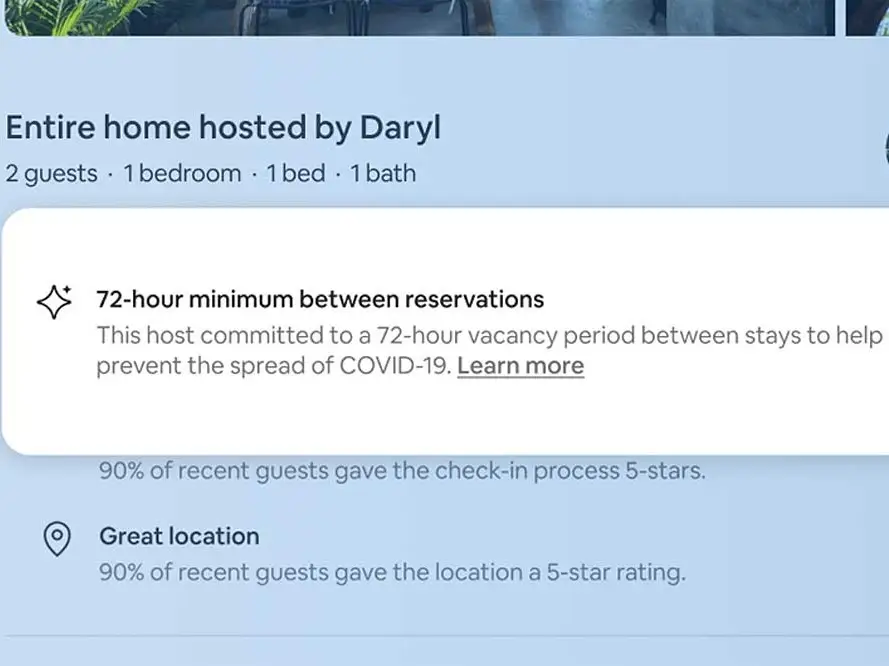 Entire home hosted by Daryl
2 guests · 1 bedroom · 1 bed · 1 bath
72-hour minimum between reservations
This host committed to a 72-hour vacancy period between stays to help
prevent the spread of COVID-19. Learn more
90% of recent guests gave the check-in process 5-stars.
Great location
90% of recent guests gave the location a 5-star rating.